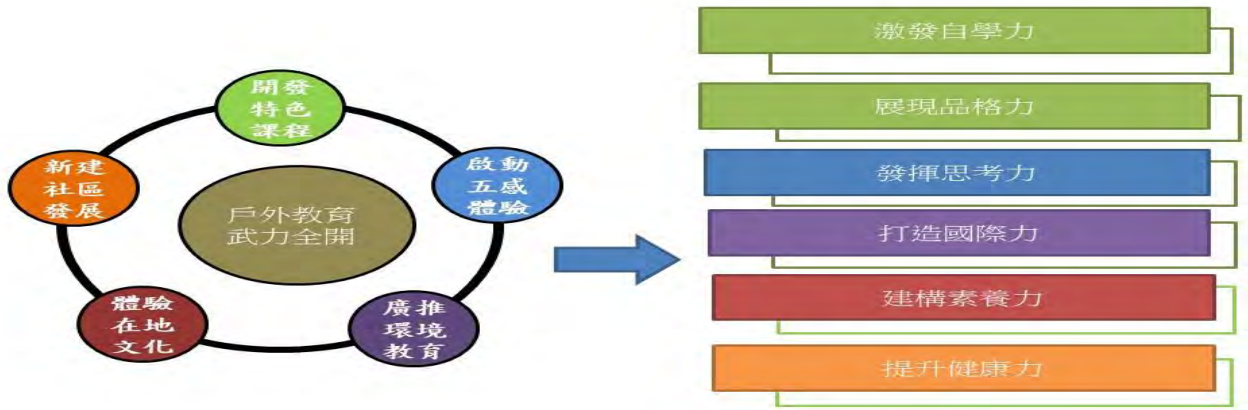 開發
特色
課程
啟動
五感
體驗
廣推
環境
教育
體驗
在地
文化
新建
社區
發展
戶外教育
武力全開
激發自學力
展現品格力
發揮思考力
打造國際力
建構素養力
提升健康力